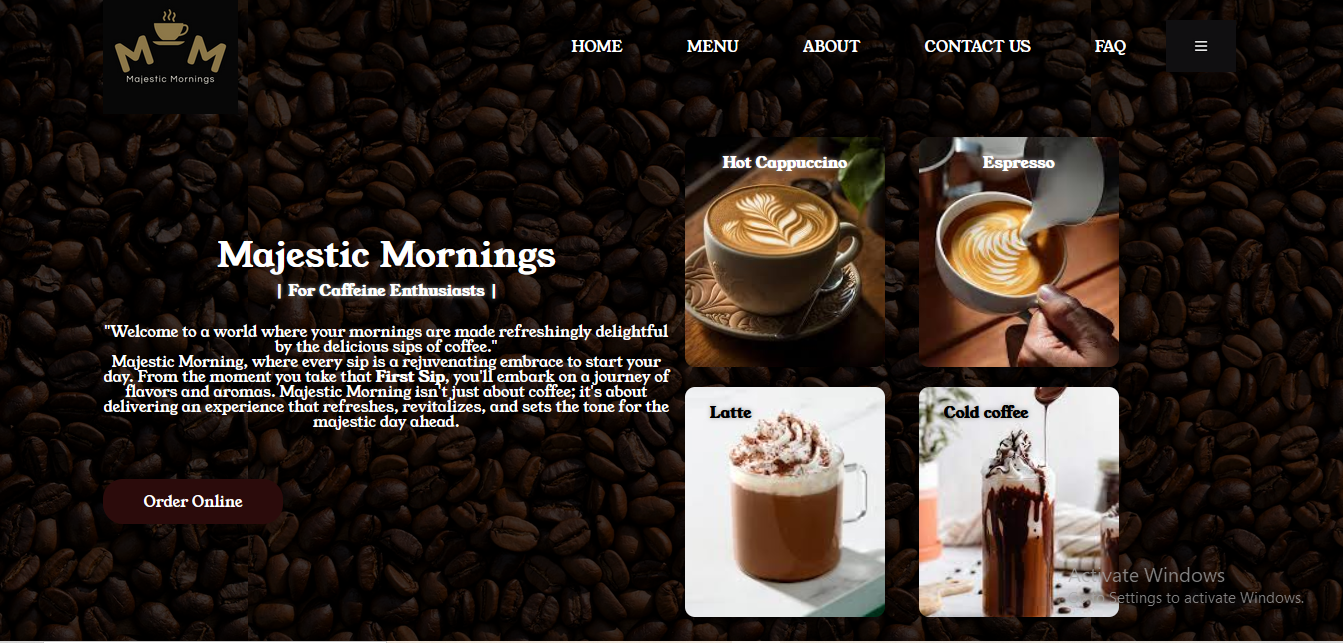 M M
Majestic Mornings
HOME MENU ABOUT CONTACT US FAQ
Hot Cappuccino
Espresso
Majestic Mornings
| For Caffeine Enthusiasts |
"Welcome to a world where your mornings are made refreshingly delightful
by the delicious sips of coffee."
Majestic Morning, where every sip is a rejuvenating embrace to start your
day. From the moment you take that First Sip, you'll embark on a journey of
flavors and aromas. Majestic Morning isn't just about coffee; it's about
delivering an experience that refreshes, revitalizes, and sets the tone for the
majestic day ahead.
Order Online
Latte
Cold coffee
Activate Windows
Go to Settings to activate Windows.